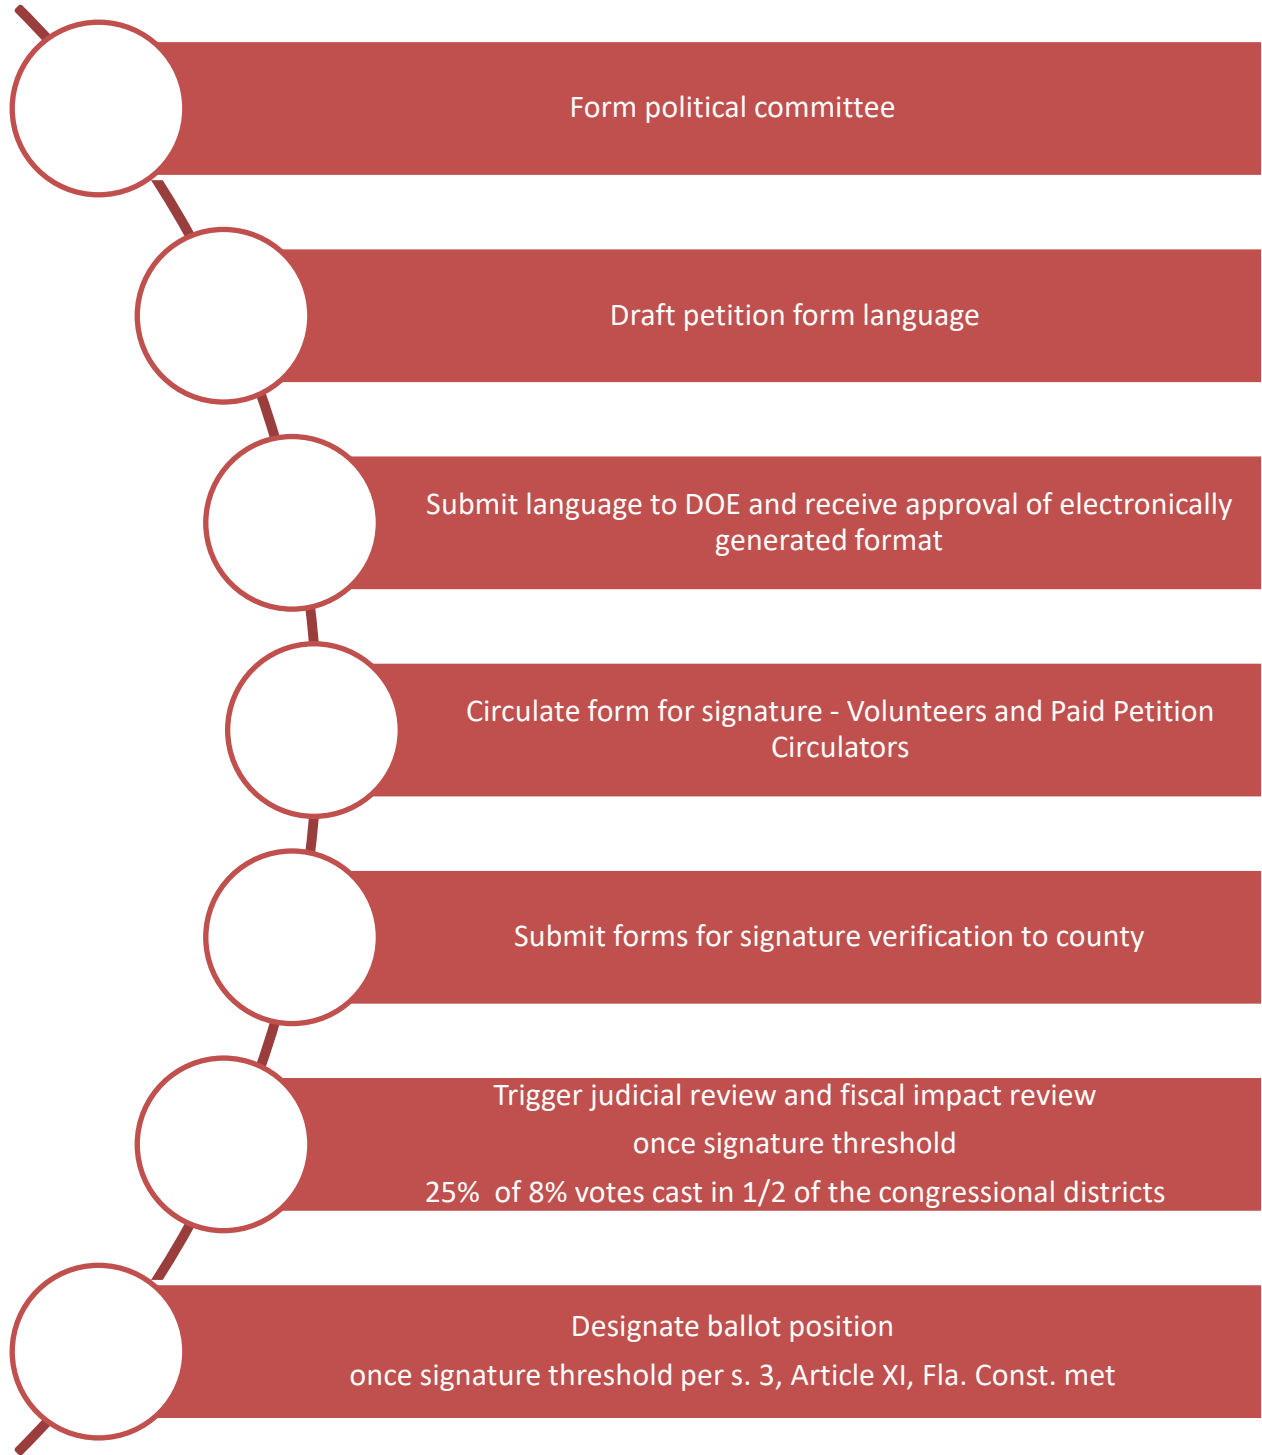 Form political committee
Draft petition form language
Submit language to DOE and receive approval of electronically
generated format
Circulate form for signature - Volunteers and Paid Petition
Circulators
Submit forms for signature verification to county
Trigger judicial review and fiscal impact review
once signature threshold
25%  of 8% votes cast in 1/2 of the congressional districts
Designate ballot position
once signature threshold per s. 3, Article XI, Fla. Const. met